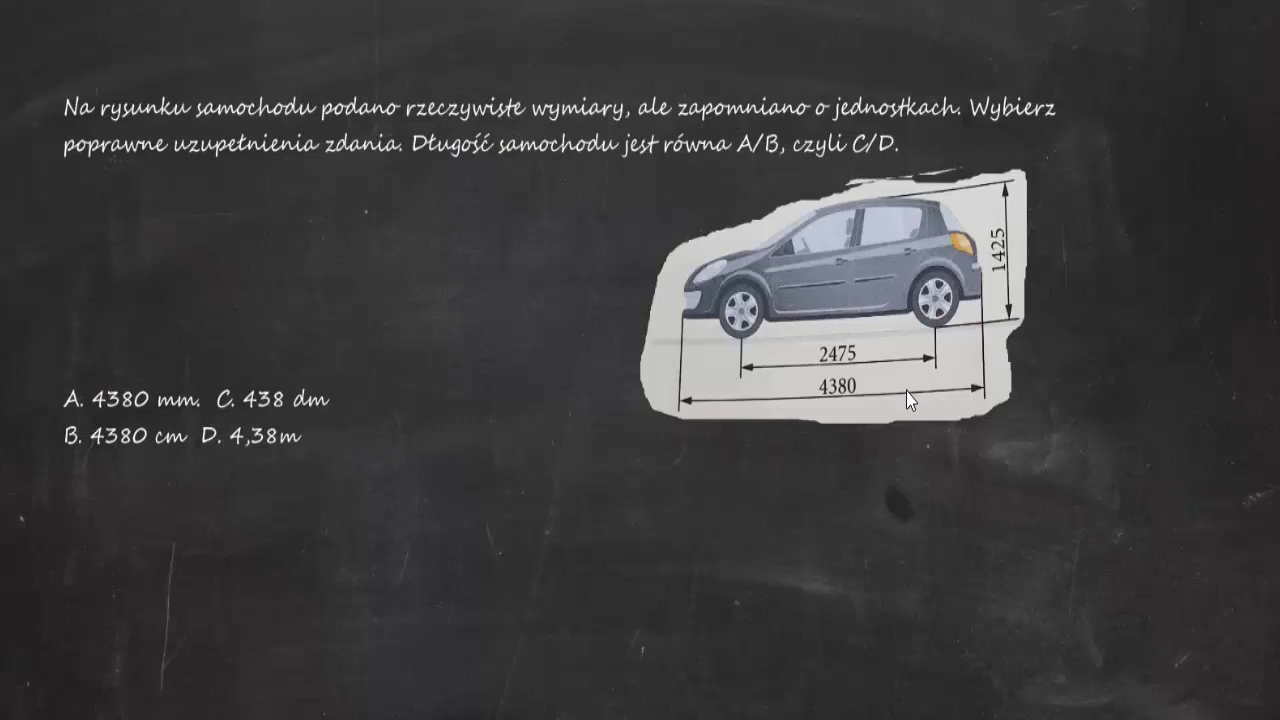 Na rysunku samochodu podano rzeczywiste wymiary, ale zapomniano o jednostkach. Wybierz
poprawne uzupełnienia zdania. Długość samochodu jest równa A/B, czyli C/D.
1425
2475
4380
A. 4380 mm. C. 438 dm
B. 4380 cm D. 4,38m